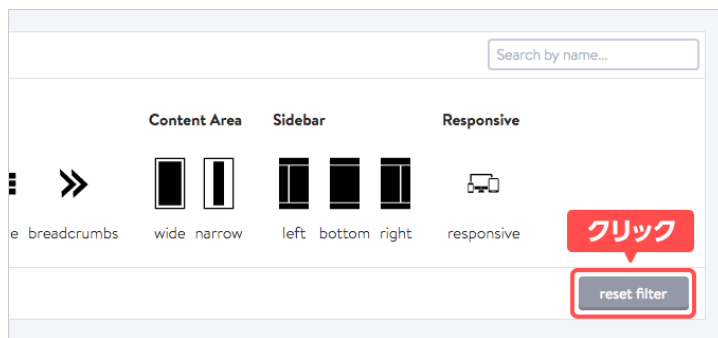 Search by name...
Content Area Sidebar Responsive
e breadcrumbs wide narrow left bottom right responsive
クリック
reset filter